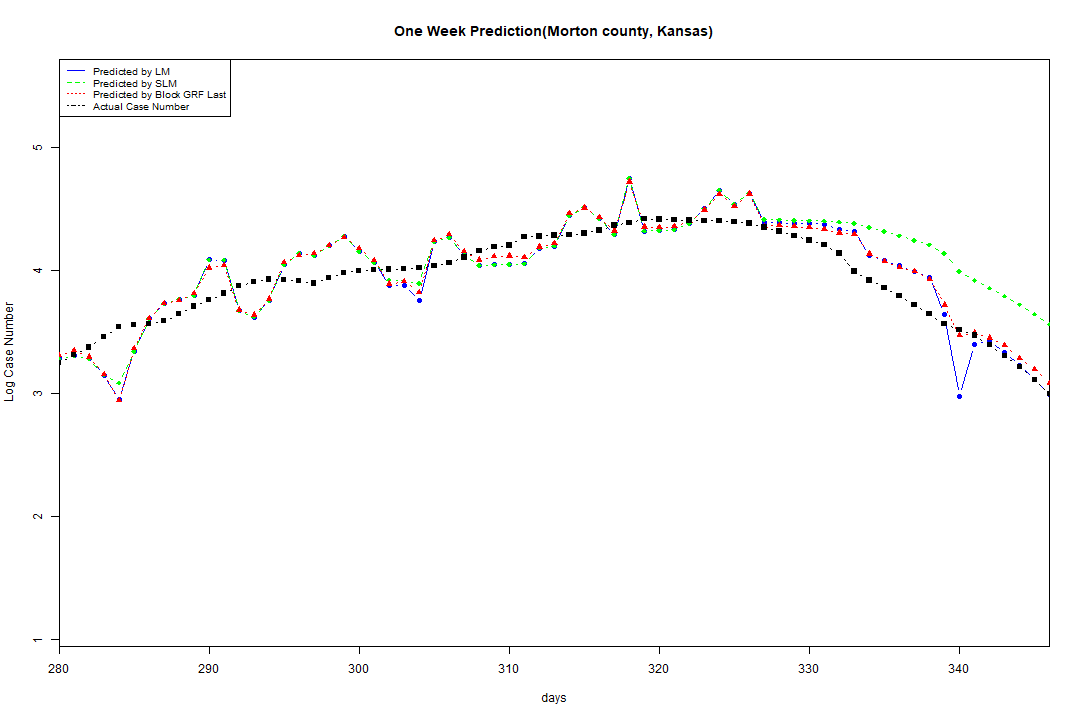 One Week Prediction(Morton county, Kansas)
Predicted by LM
Predicted by SLM
Predicted by Block GRF Last
Actual Case Number
5
4
3
2
1
Log Case Number
280 290 300 310 320 330 340
days